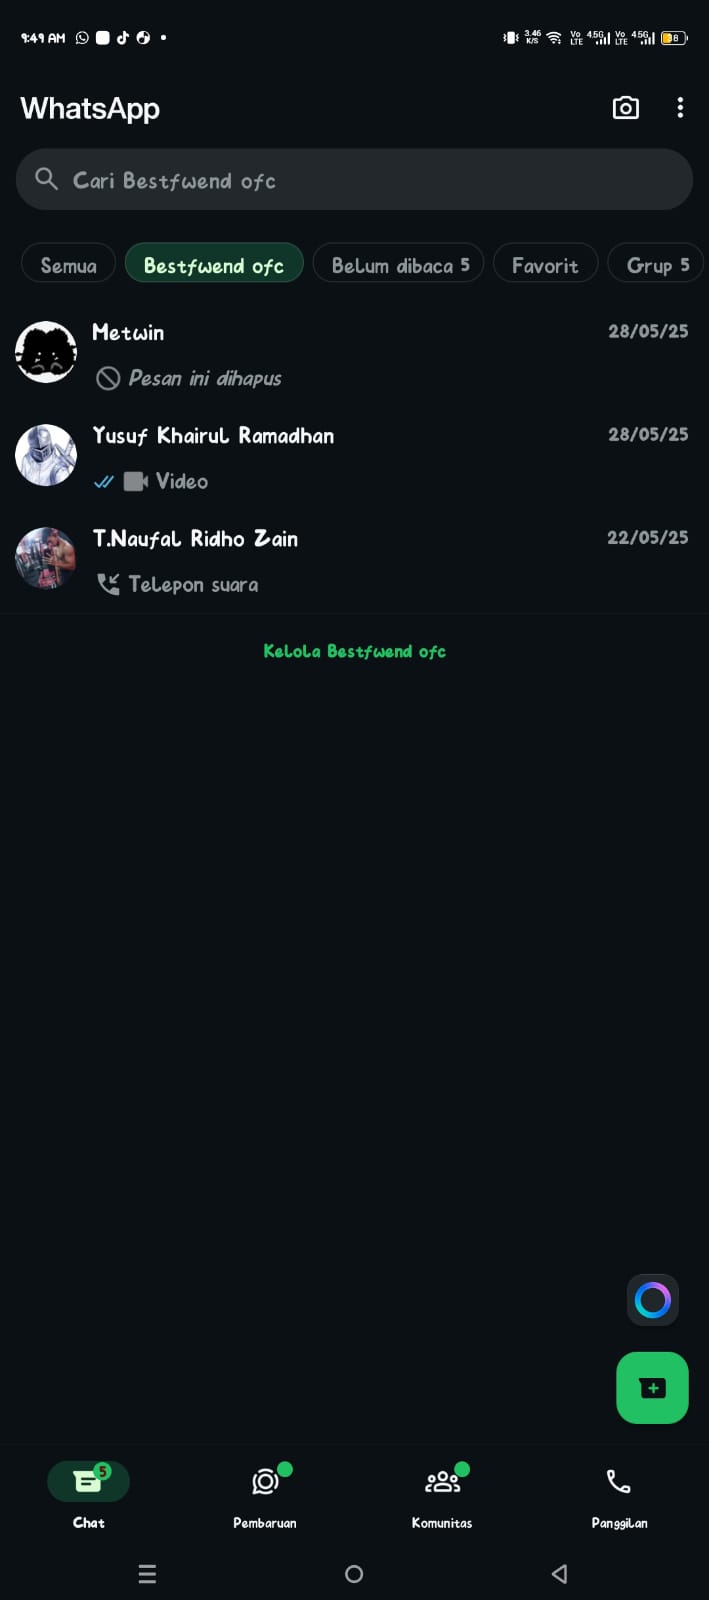 9:49 AM 3.46 K/S Vo LTE 4.5G Vo LTE 4.5G 8
WhatsApp
Cari Bestfwend ofc
Semua Bestfwend ofc Belum dibaca 5 Favorit Grup 5
Metwin 28/05/25
Pesan ini dihapus
Yusuf Khairul Ramadhan 28/05/25
Video
T.Naufal Ridho Zain 22/05/25
Telepon suara
Kelola Bestfwend ofc
5
Chat Pembaruan Komunitas Panggilan